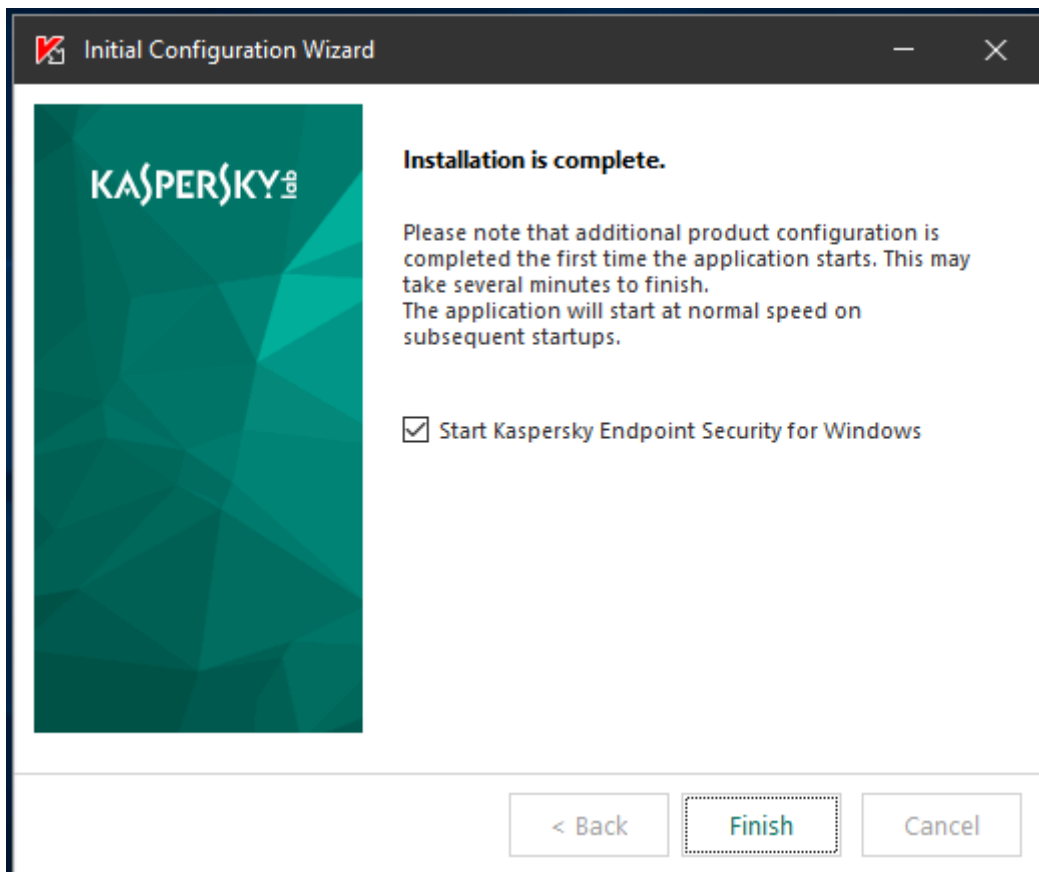 Initial Configuration Wizard
KASPERSKY lab
Installation is complete.
Please note that additional product configuration is
completed the first time the application starts. This may
take several minutes to finish.
The application will start at normal speed on
subsequent startups.
Start Kaspersky Endpoint Security for Windows
< Back
Finish
Cancel